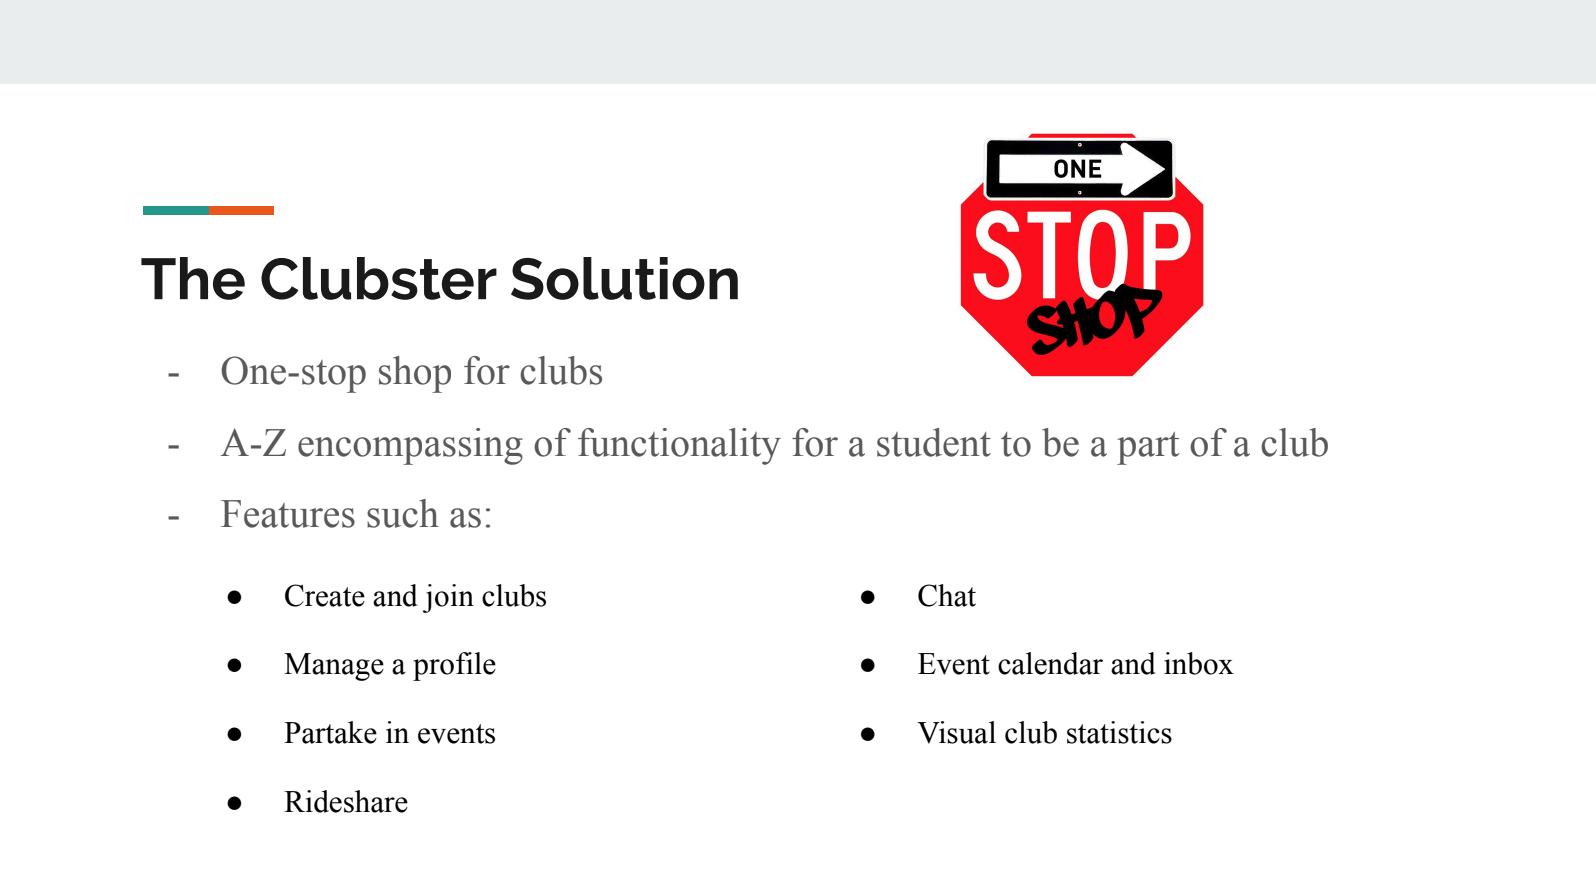 ONE
STOP
SHOP
The Clubster Solution
- One-stop shop for clubs
- A-Z encompassing of functionality for a student to be a part of a club
- Features such as:
● Create and join clubs
● Manage a profile
● Partake in events
● Rideshare
● Chat
● Event calendar and inbox
● Visual club statistics